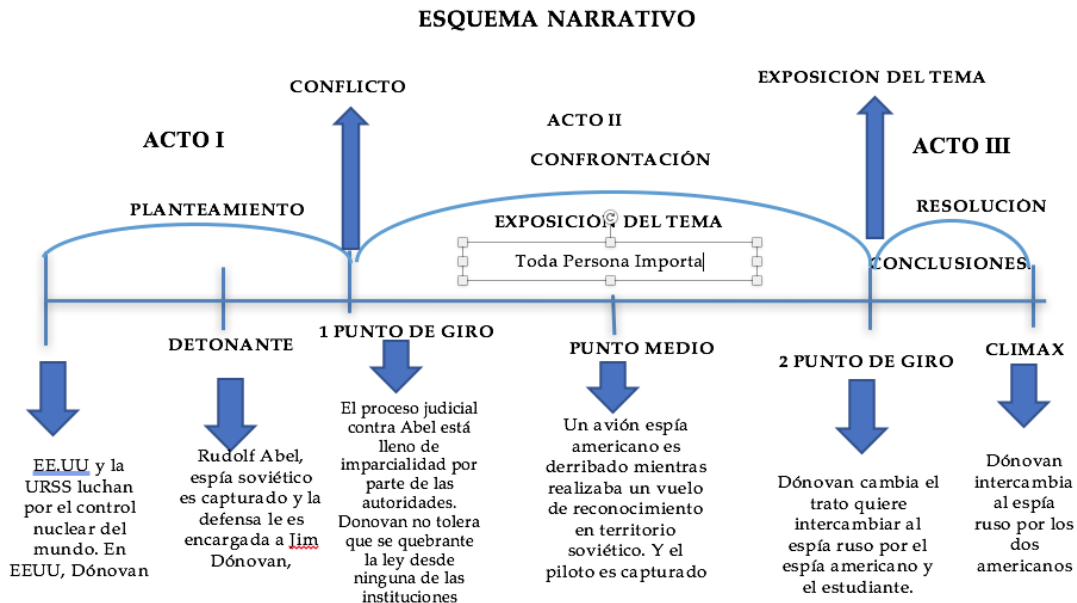 ESQUEMA NARRATIVO
CONFLICTO
EXPOSICIÓN DEL TEMA
ACTO I
ACTO II
ACTO III
CONFRONTACIÓN
PLANTEAMIENTO
RESOLUCIÓN
EXPOSICIÓN DEL TEMA
Toda Persona Importa
CONCLUSIONES.
DETONANTE
1 PUNTO DE GIRO
PUNTO MEDIO
2 PUNTO DE GIRO
CLIMAX
EE.UU y la
URSS luchan
por el control
nuclear del
mundo. En
EEUU, Dónovan
Rudolf Abel,
espía soviético
es capturado y la
defensa le es
encargada a Jim
Dónovan,
El proceso judicial
contra Abel está
lleno de
imparcialidad por
parte de las
autoridades.
Donovan no tolera
que se quebrante
la ley desde
ninguna de las
instituciones
Un avión espía
americano es
derribado mientras
realizaba un vuelo
de reconocimiento
en territorio
soviético. Y el
piloto es capturado
Dónovan cambia el
trato quiere
intercambiar al
espía ruso por el
espía americano y
el estudiante.
Dónovan
intercambia
al espía
ruso por los
dos
americanos